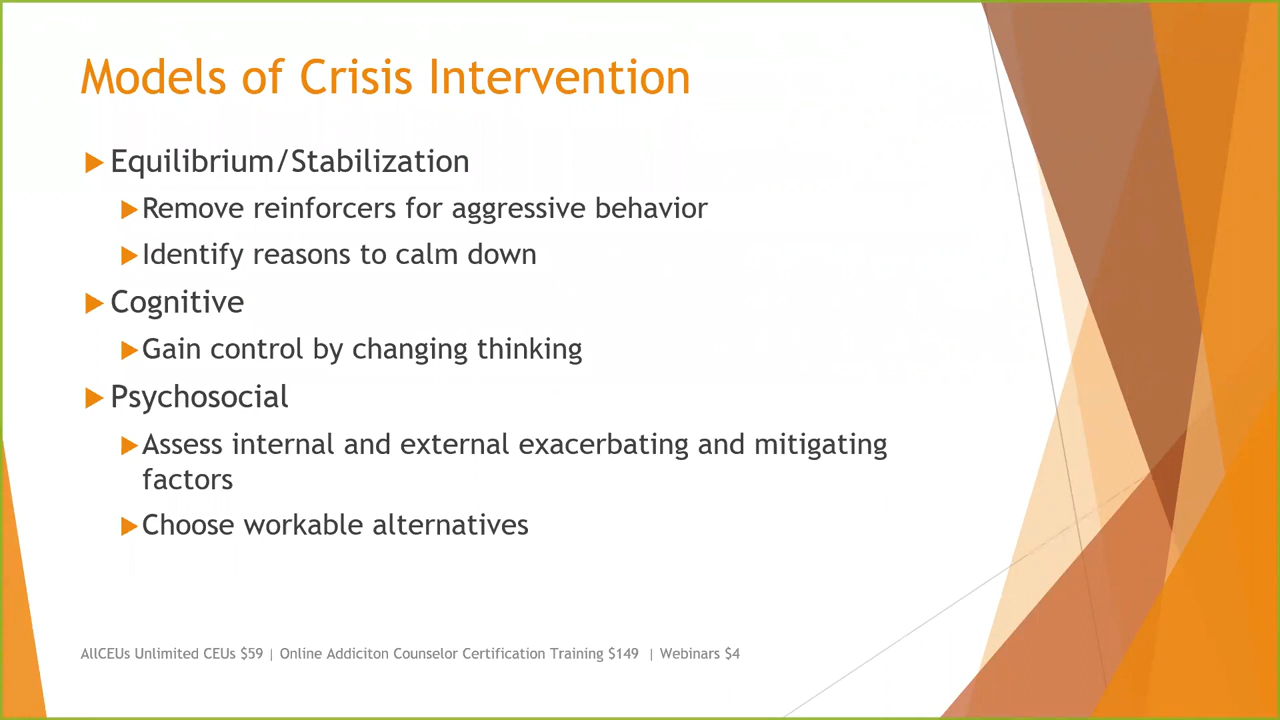 Models of Crisis Intervention
Equilibrium/Stabilization
Remove reinforcers for aggressive behavior
Identify reasons to calm down
Cognitive
Gain control by changing thinking
Psychosocial
Assess internal and external exacerbating and mitigating
factors
Choose workable alternatives
AllCEUs Unlimited CEUs $59 | Online Addiciton Counselor Certification Training $149 | Webinars $4